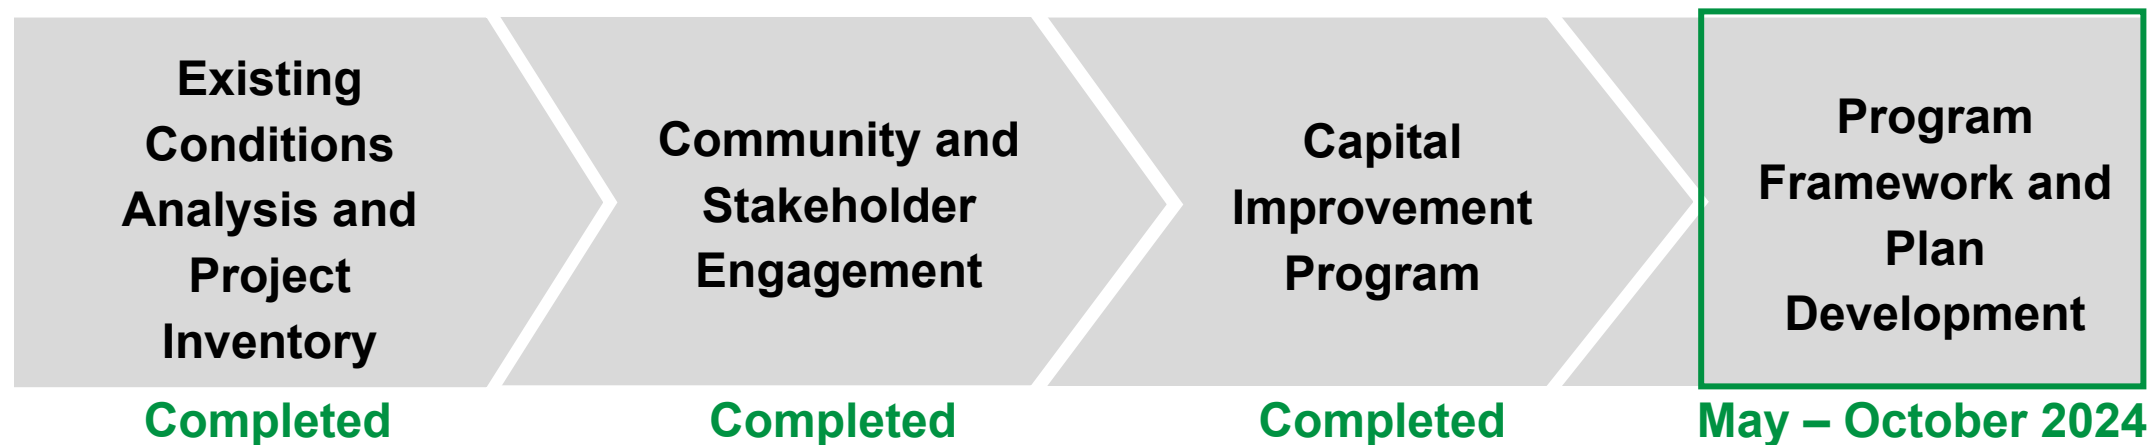 Existing
Conditions
Analysis and
Project
Inventory
Completed
Community and
Stakeholder
Engagement
Completed
Capital
Improvement
Program
Completed
Program
Framework and
Plan
Development
May – October 2024